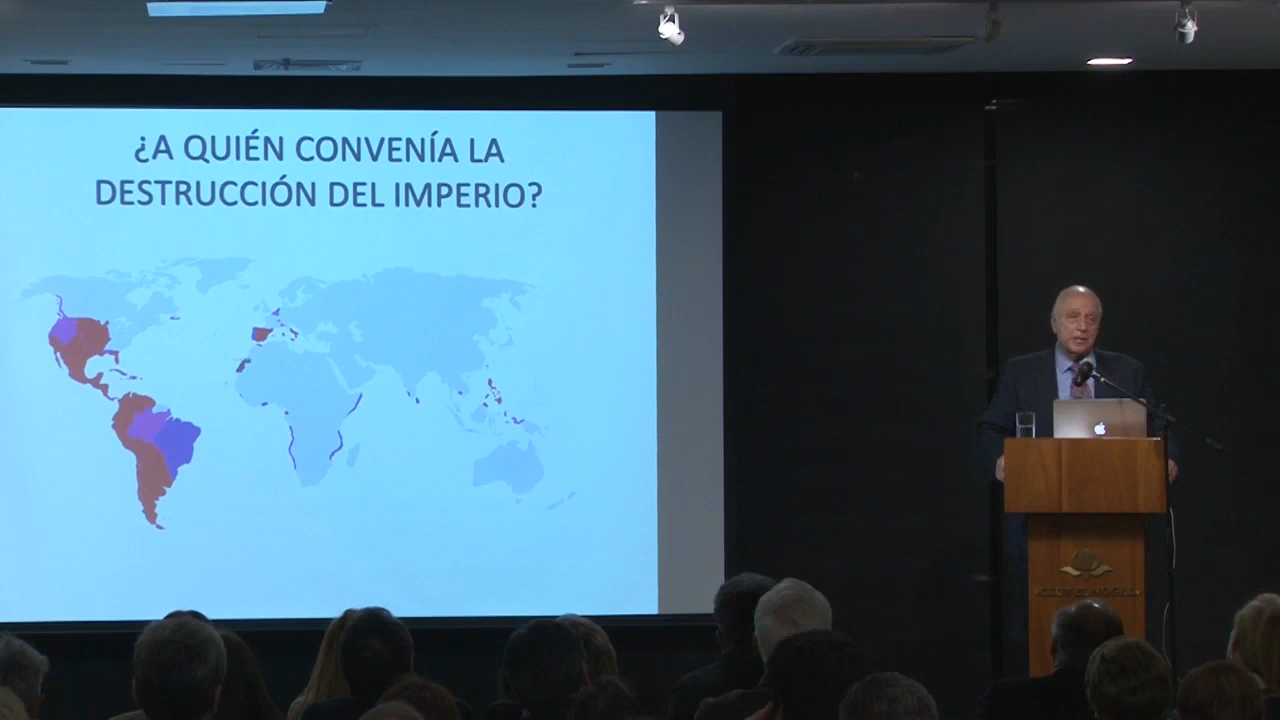 ¿A QUIÉN CONVENÍA LA
DESTRUCCIÓN DEL IMPERIO?